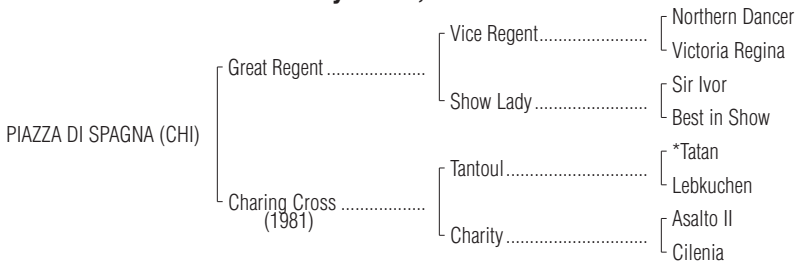 Northern Dancer
Vice Regent
Victoria Regina
Great Regent
Sir Ivor
Show Lady
Best in Show
PIAZZA DI SPAGNA (CHI)
*Tatan
Tantoul
Lebkuchen
Charing Cross
(1981)
Asalto II
Charity
Cilenia